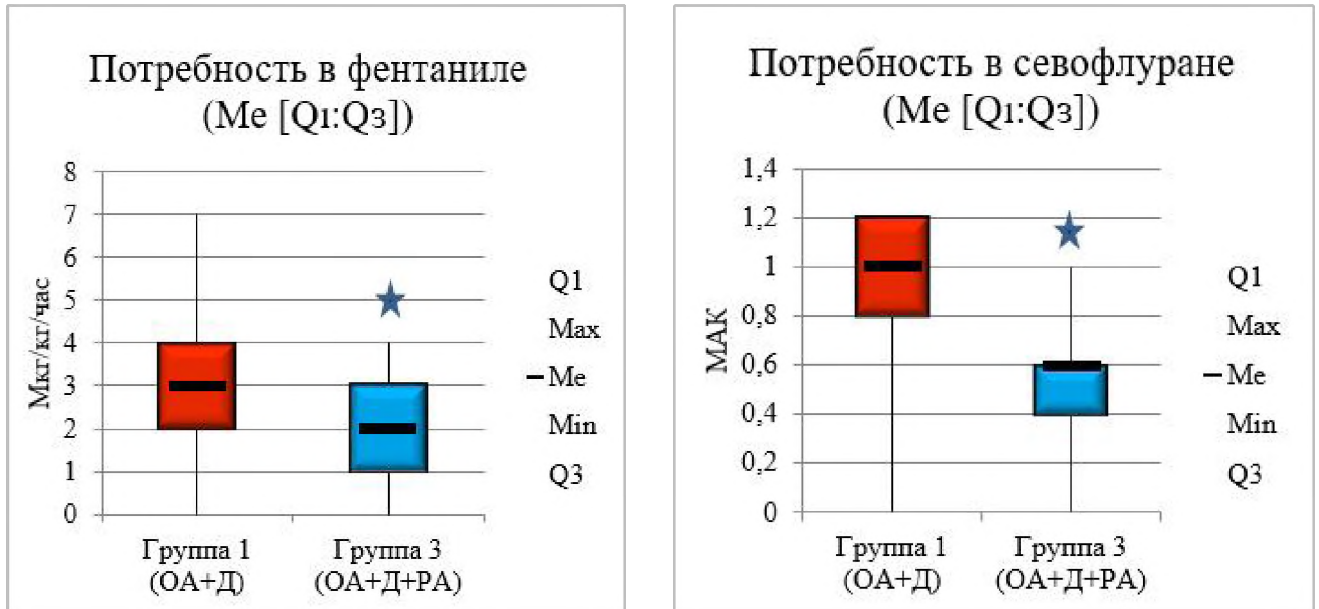 Потребность в фентаниле
(Me [Q1:Q3])
8
7
6
5
4
3
2
1
0
Мкг/кг/час
Группа 1
(ОА+Д)
Группа 3
(ОА+Д+РА)
Q1
Max
Me
Min
Q3
Потребность в севофлуране
(Me [Q1:Q3])
1,4
1,2
1
0,8
0,6
0,4
0,2
0
МАК
Группа 1
(ОА+Д)
Группа 3
(ОА+Д+РА)
Q1
Max
Me
Min
Q3